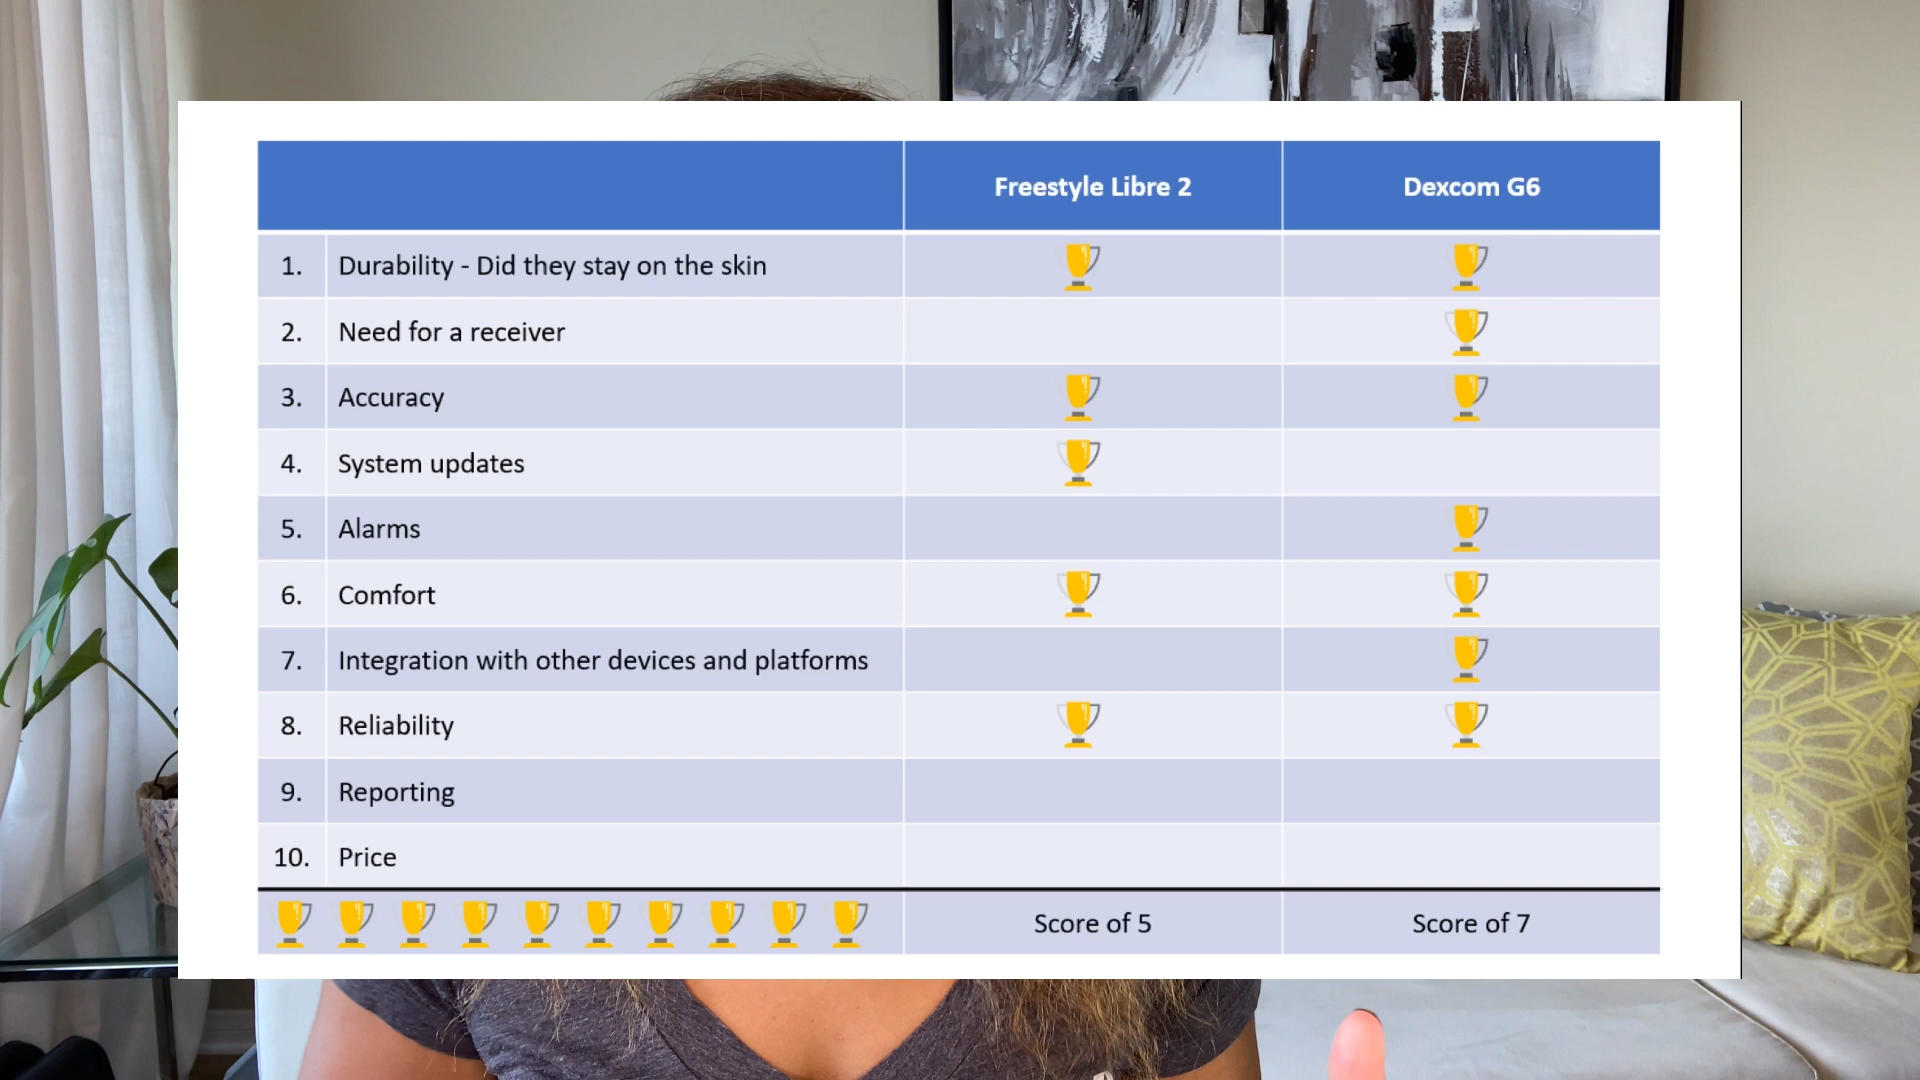 Freestyle Libre 2 Dexcom G6
1. Durability - Did they stay on the skin
2. Need for a receiver
3. Accuracy
4. System updates
5. Alarms
6. Comfort
7. Integration with other devices and platforms
8. Reliability
9. Reporting
10. Price
Score of 5 Score of 7